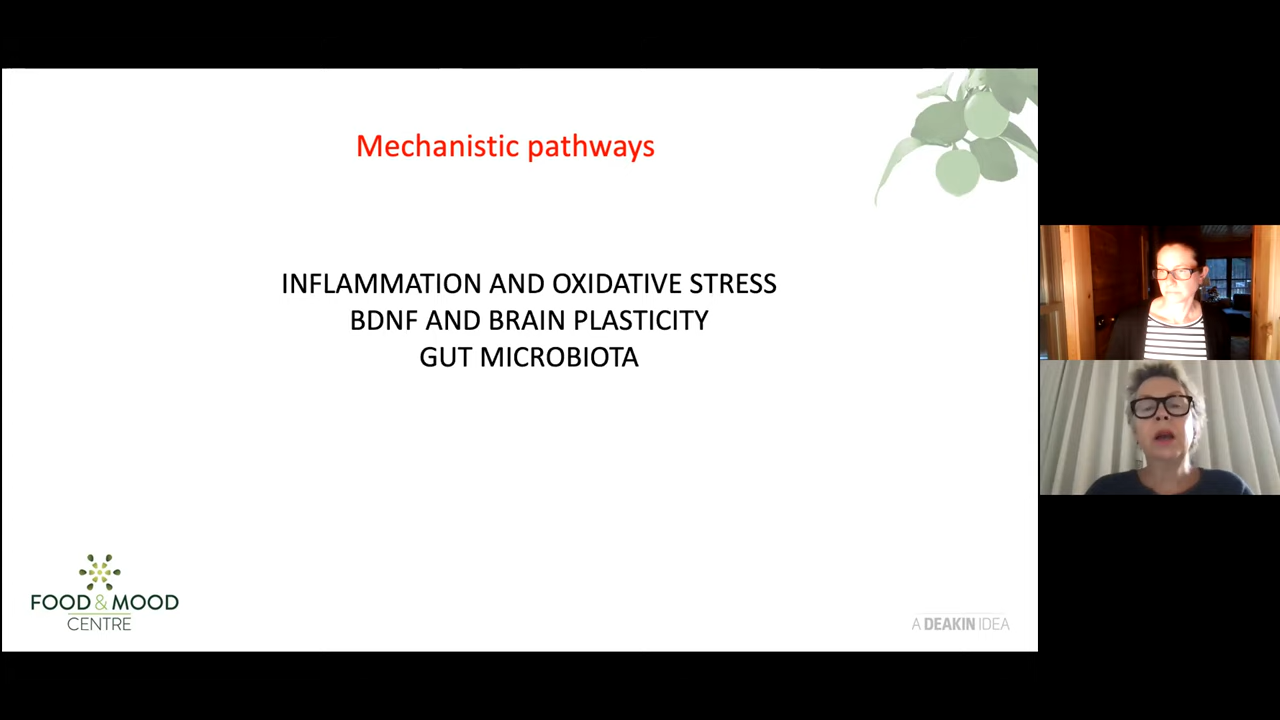 Mechanistic pathways
INFLAMMATION AND OXIDATIVE STRESS
BDNF AND BRAIN PLASTICITY
GUT MICROBIOTA
FOOD & MOOD
CENTRE
A DEAKIN IDEA